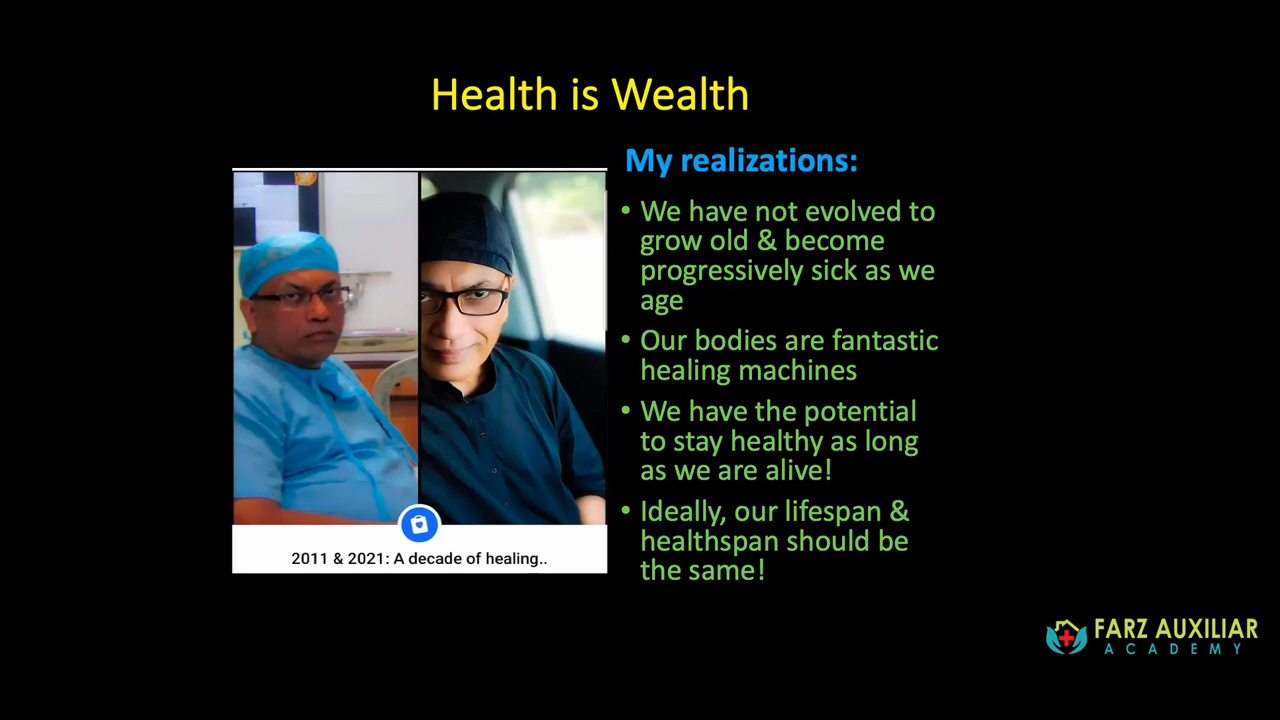 Health is Wealth
My realizations:
• We have not evolved to
grow old & become
progressively sick as we
age
• Our bodies are fantastic
healing machines
• We have the potential
to stay healthy as long
as we are alive!
• Ideally, our lifespan &
healthspan should be
the same!
2011 & 2021: A decade of healing..
FARZ AUXILIAR
ACADEMY